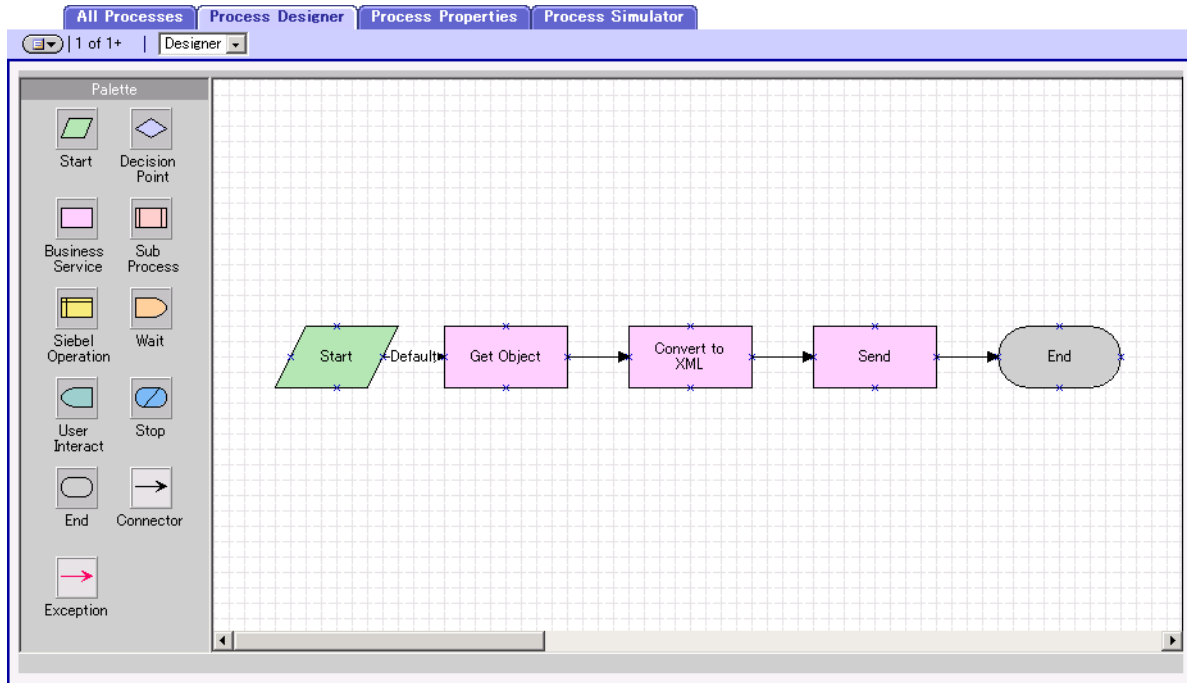 All Processes Process Designer Process Properties Process Simulator
1 of 1+ Designer
Palette
Start Decision
Point
Business Sub
Service Process
Siebel Wait
Operation
User Stop
Interact
End Connector
Exception
Start Default Get Object Convert to
XML Send End